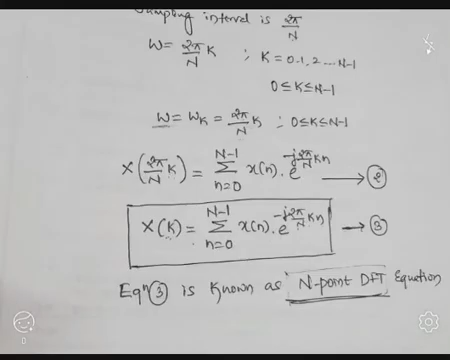 Sampling interval is 2π/N
W = 2π/N K ; K = 0,1,2 ... N-1
0 ≤ K ≤ N-1
W = WK = 2π/N K ; 0 ≤ K ≤ N-1
X(2π/N K) = Σ_{n=0}^{N-1} x(n). e^{-j2π/N Kn} → ②
X(K) = Σ_{n=0}^{N-1} x(n). e^{-j2π/N Kn} → ③
Eqn ③ is known as N-point DFT Equation